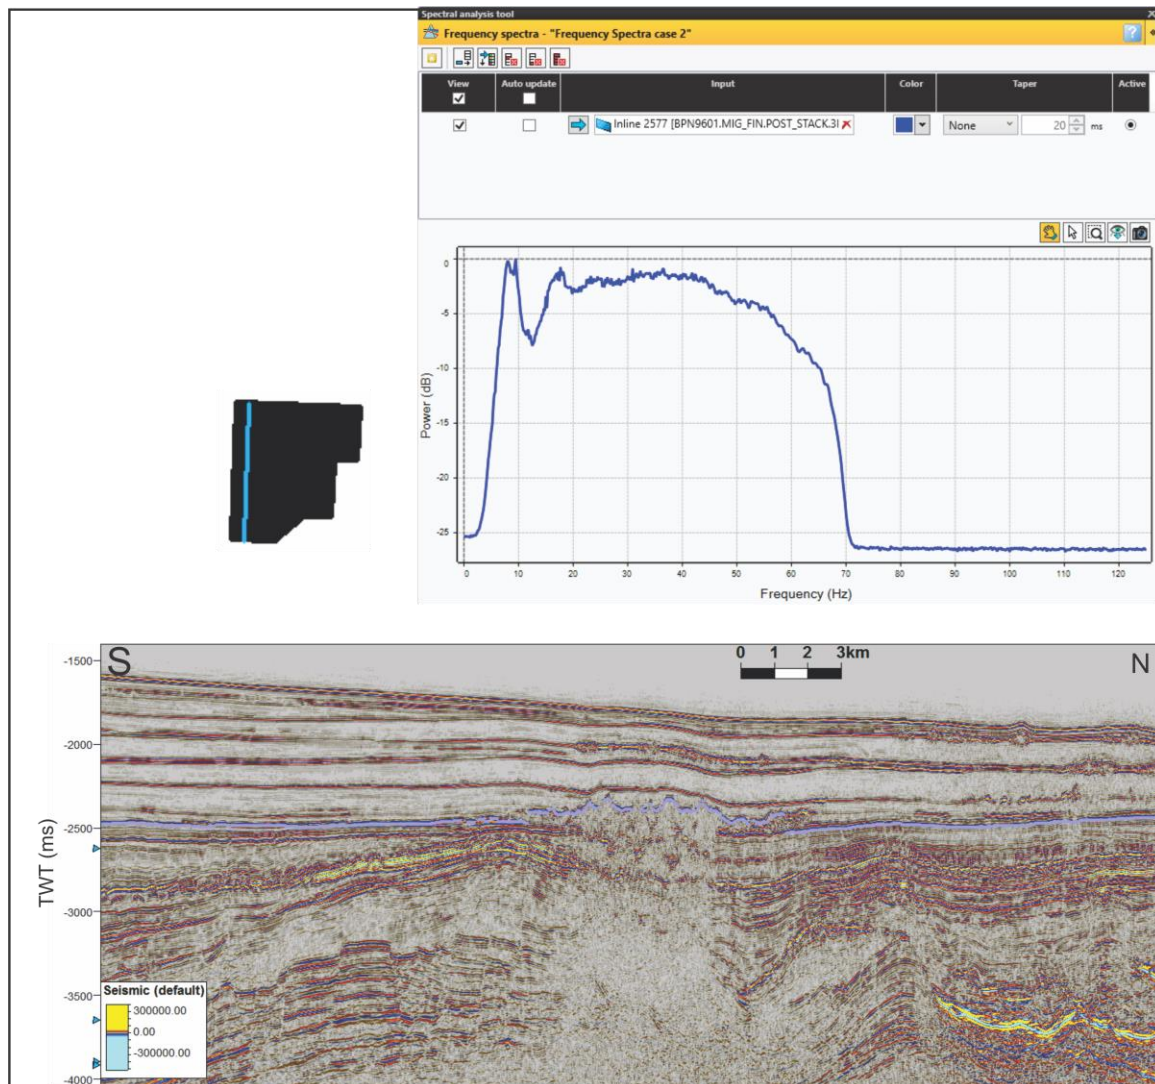 Spectral analysis tool
Frequency spectra - "Frequency Spectra case 2"
View Auto update Input Color Taper Active
Inline 2577 [BPN9601.MIG_FIN.POST_STACK.3I None 20 ms
0
-5
-10
-15
-20
-25
Power (dB)
0 10 20 30 40 50 60 70 80 90 100 110 120
Frequency (Hz)
S 0 1 2 3km N
-1500
-2000
-2500
-3000
-3500
-4000
TWT (ms)
Seismic (default)
300000.00
0.00
-300000.00